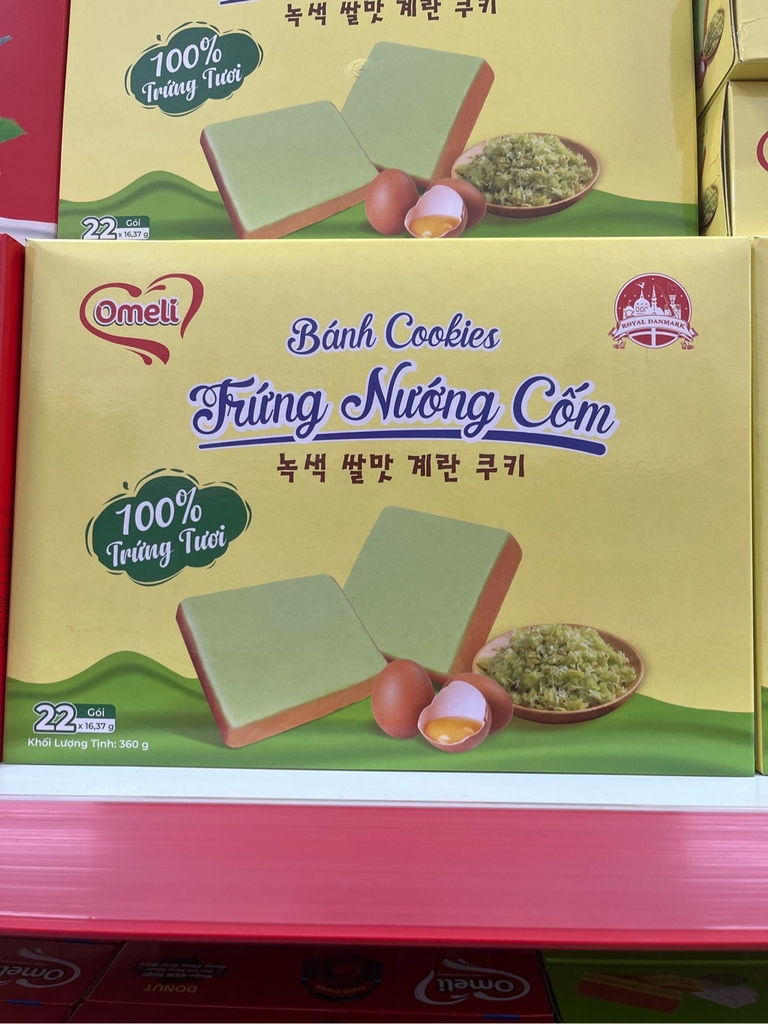 녹색 쌀맛 계란 쿠키
100%
Trứng Tươi
22 Gói
x 16,37 g
Omeli
ROYAL DANMARK
Bánh Cookies
Trứng Nướng Cốm
녹색 쌀맛 계란 쿠키
100%
Trứng Tươi
22 Gói
x 16,37 g
Khối Lượng Tịnh: 360 g
Omeli
DONUT
Omeli